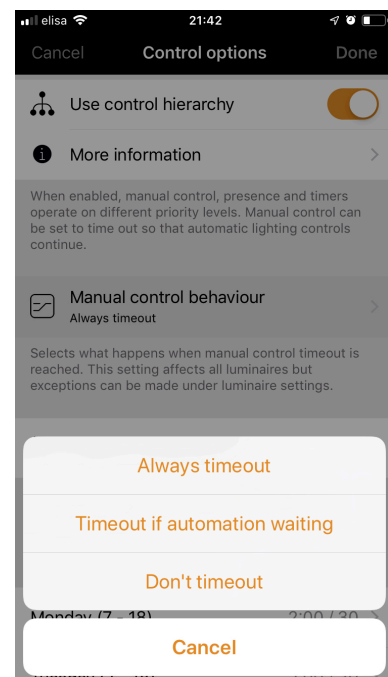 elisa 21:42
Cancel Control options Done
Use control hierarchy
More information
When enabled, manual control, presence and timers
operate on different priority levels. Manual control can
be set to time out so that automatic lighting controls
continue.
Manual control behaviour
Always timeout
Selects what happens when manual control timeout is
reached. This setting affects all luminaires but
exceptions can be made under luminaire settings.
Always timeout
Timeout if automation waiting
Don't timeout
Monday (7 - 18) 2:00 / 30
Cancel